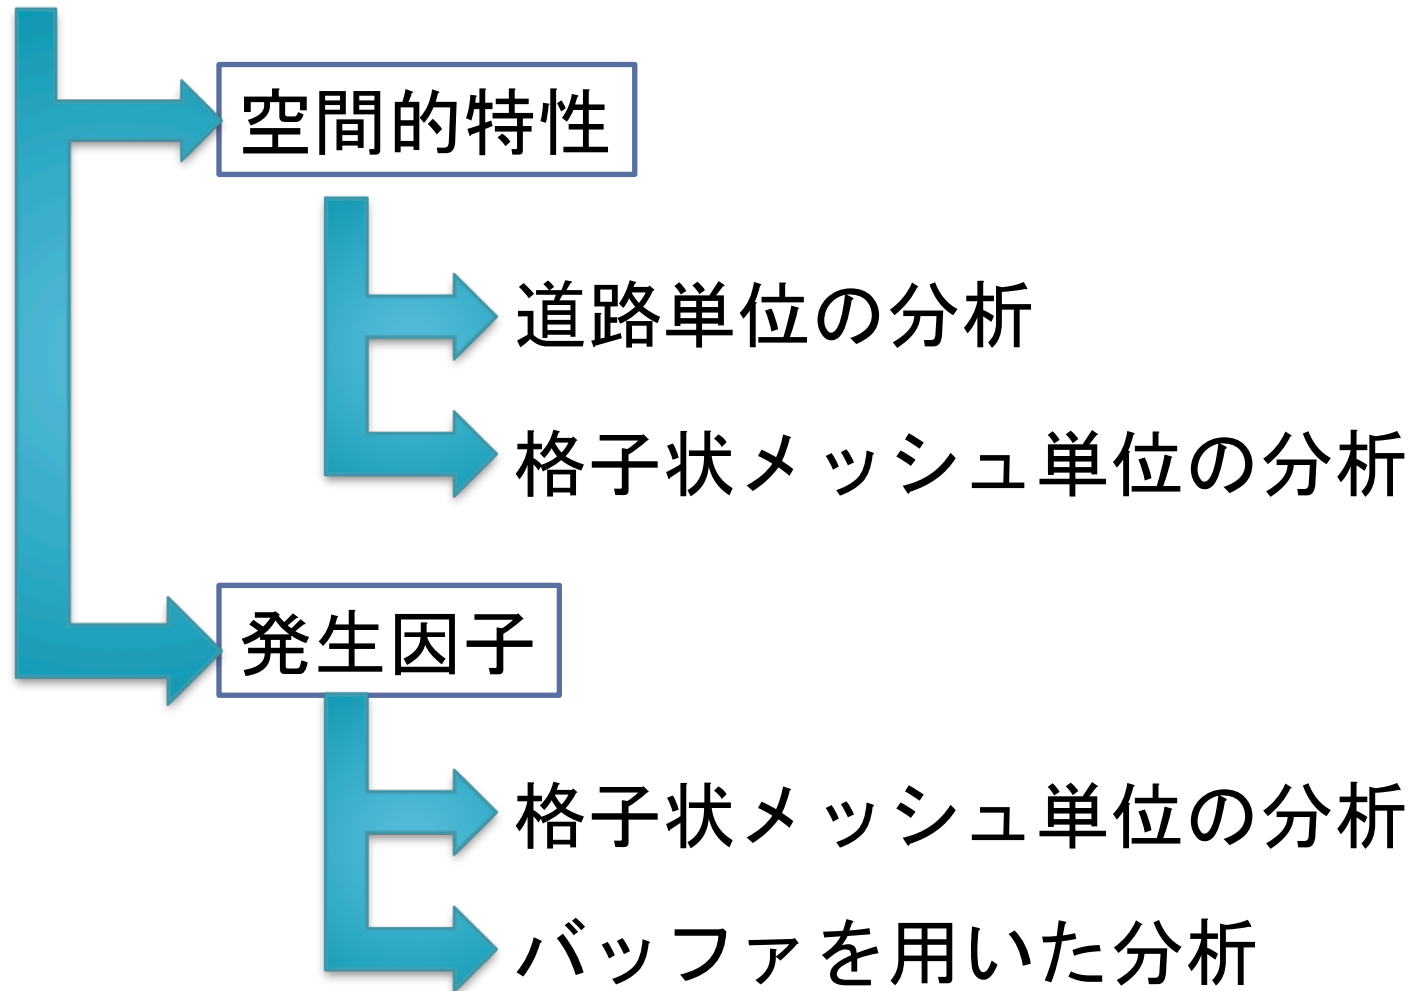 空間的特性
道路単位の分析
格子状メッシュ単位の分析
発生因子
格子状メッシュ単位の分析
バッファを用いた分析